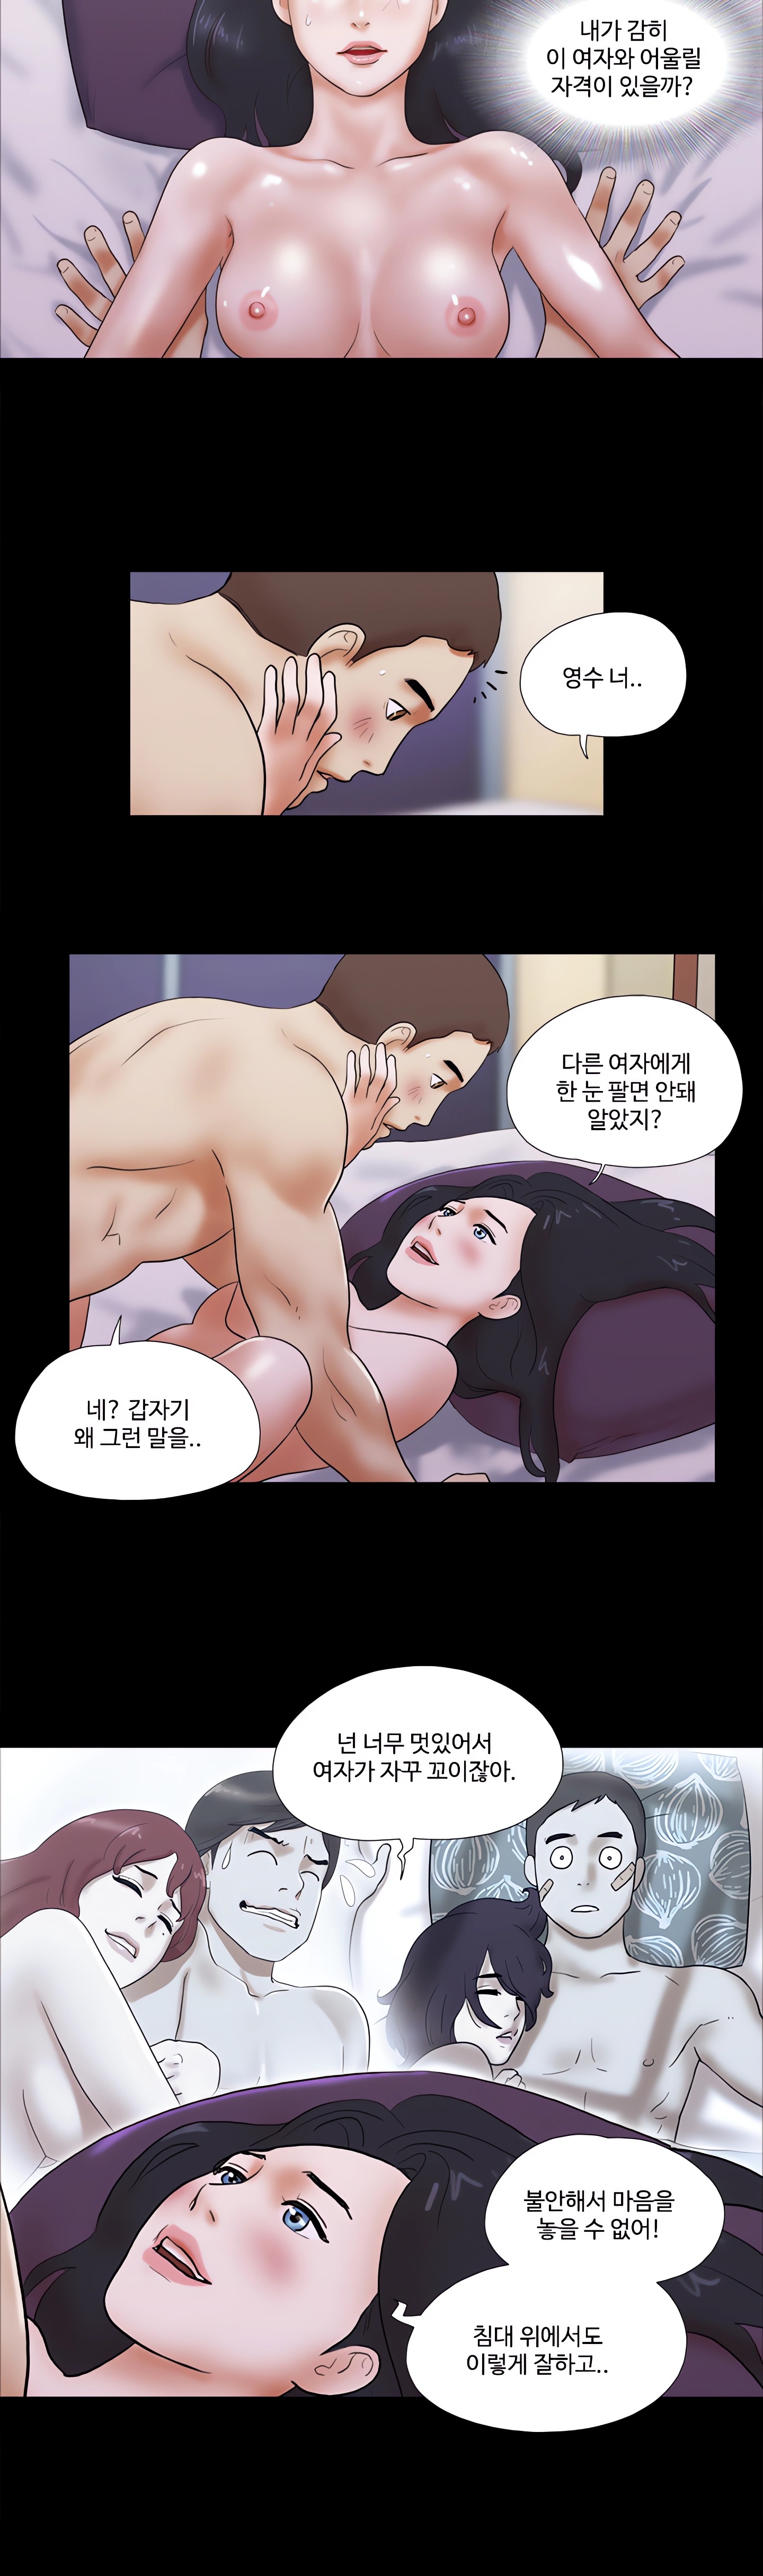 내가 감히
이 여자와 어울릴
자격이 있을까?
영수 너..
다른 여자에게
한 눈 팔면 안돼
알았지?
네? 갑자기
왜 그런 말을..
넌 너무 멋있어서
여자가 자꾸 꼬이잖아.
불안해서 마음을
놓을 수 없어!
침대 위에서도
이렇게 잘하고..